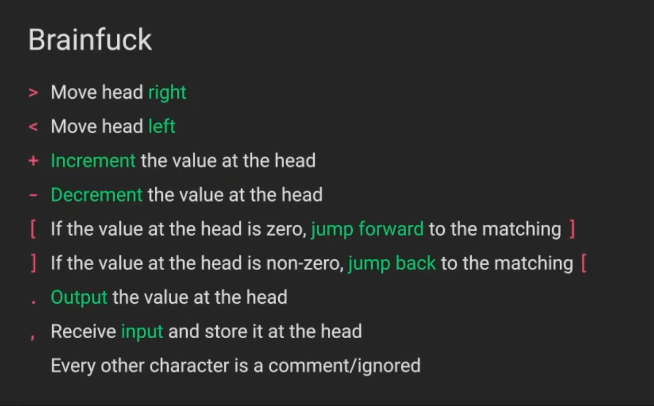 Brainfuck
> Move head right
< Move head left
+ Increment the value at the head
- Decrement the value at the head
[ If the value at the head is zero, jump forward to the matching ]
] If the value at the head is non-zero, jump back to the matching [
. Output the value at the head
, Receive input and store it at the head
Every other character is a comment/ignored